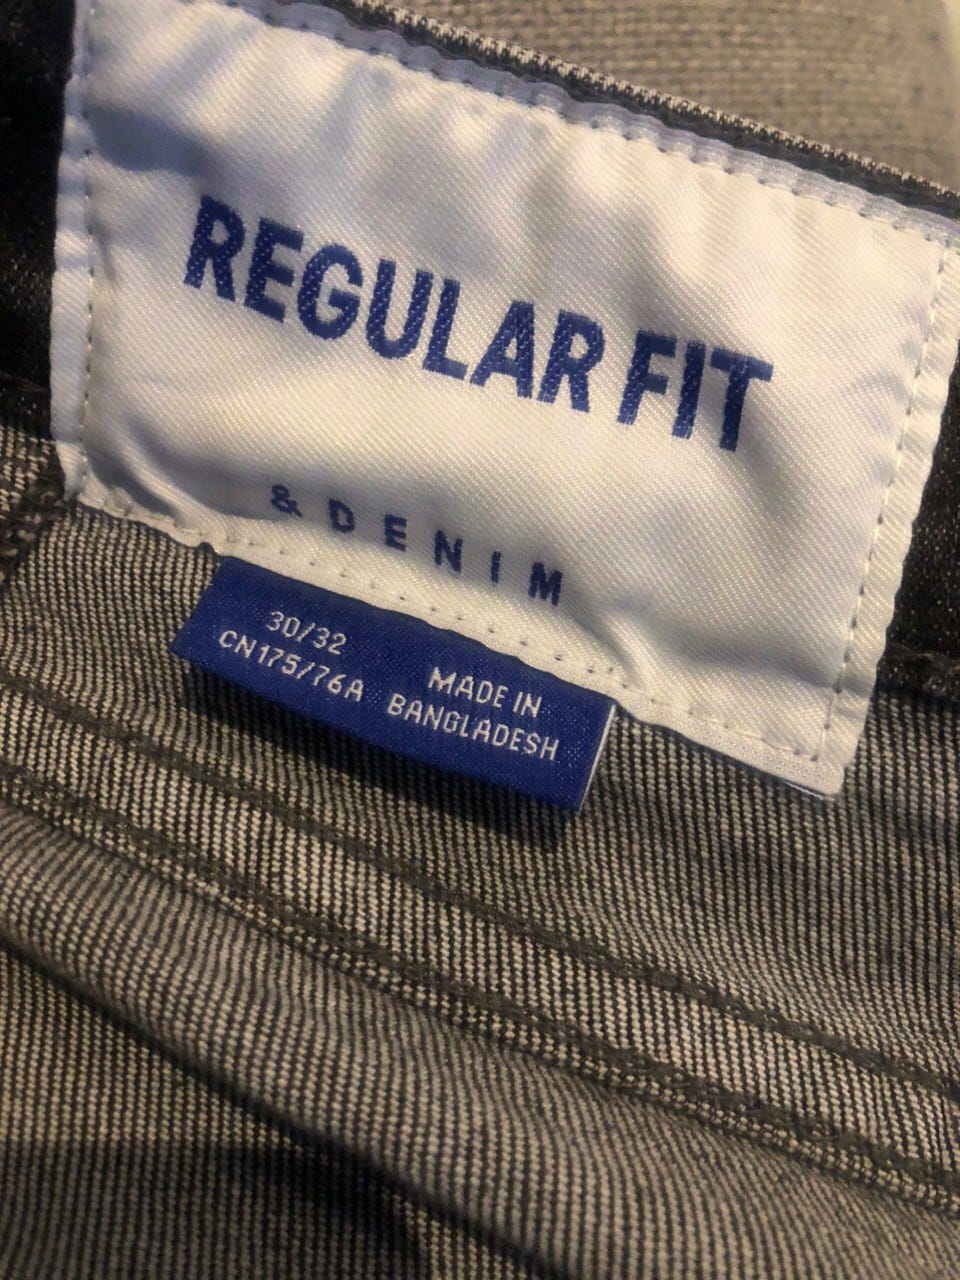 REGULAR FIT
& DENIM
30/32
CN175/76A
MADE IN
BANGLADESH